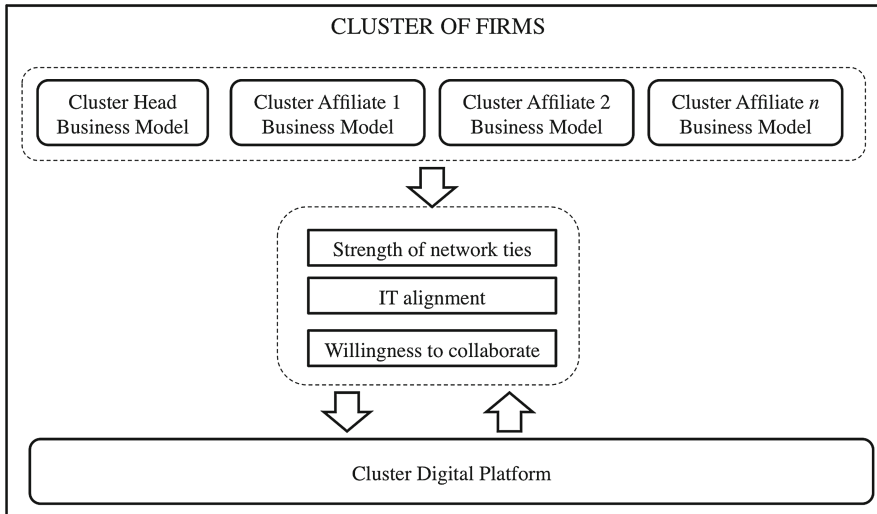 CLUSTER OF FIRMS
Cluster Head
Business Model
Cluster Affiliate 1
Business Model
Cluster Affiliate 2
Business Model
Cluster Affiliate n
Business Model
Strength of network ties
IT alignment
Willingness to collaborate
Cluster Digital Platform